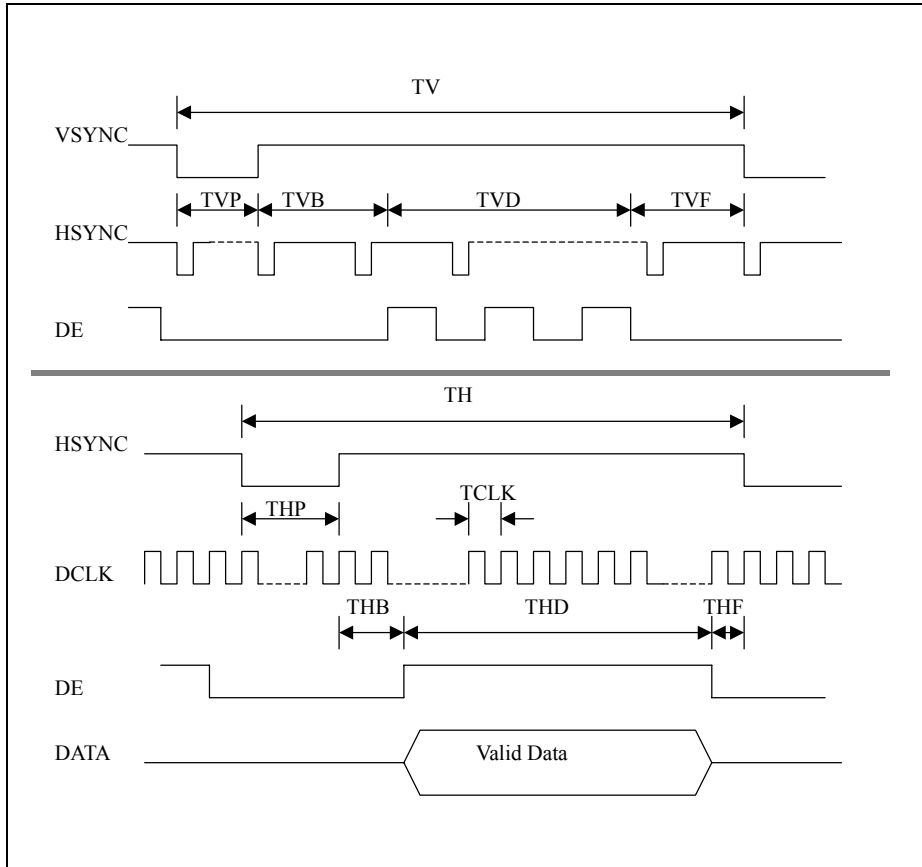 TV
VSYNC
TVP TVB TVD TVF
HSYNC
DE
TH
HSYNC
THP TCLK
DCLK
THB THD THF
DE
DATA Valid Data